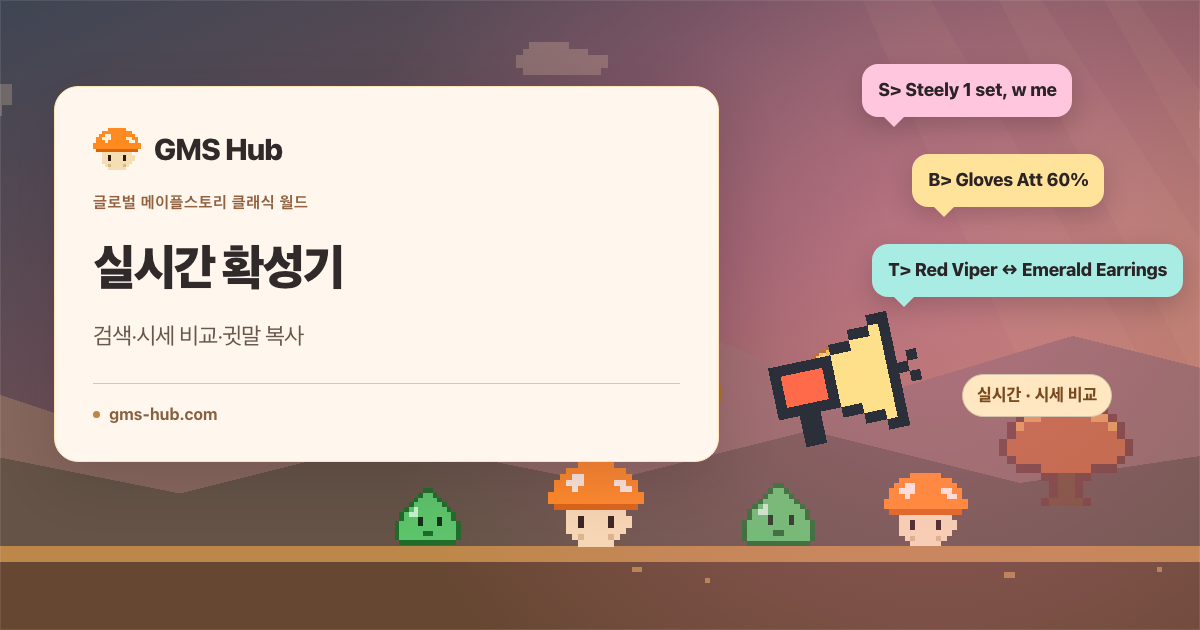 GMS Hub
글로벌 메이플스토리 클래식 월드
실시간 확성기
검색·시세 비교·귓말 복사
gms-hub.com
S> Steely 1 set, w me
B> Gloves Att 60%
T> Red Viper ↔ Emerald Earrings
실시간 · 시세 비교